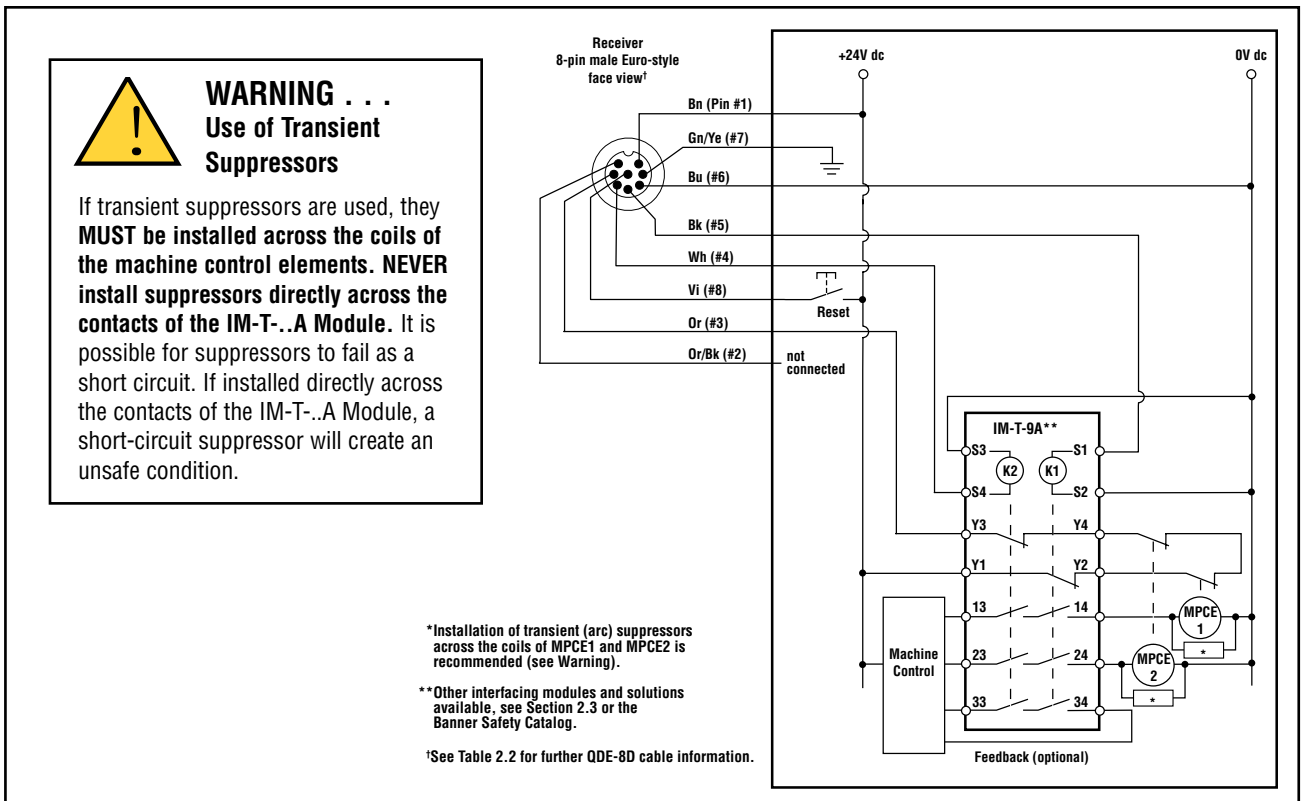 WARNING . . .
Use of Transient
Suppressors
If transient suppressors are used, they
MUST be installed across the coils of
the machine control elements. NEVER
install suppressors directly across the
contacts of the IM-T-..A Module. It is
possible for suppressors to fail as a
short circuit. If installed directly across
the contacts of the IM-T-..A Module, a
short-circuit suppressor will create an
unsafe condition.
Receiver
8-pin male Euro-style
face view†
+24V dc
0V dc
Bn (Pin #1)
Gn/Ye (#7)
Bu (#6)
Bk (#5)
Wh (#4)
Vi (#8)
Reset
Or (#3)
Or/Bk (#2)
not
connected
IM-T-9A**
S3
K2
K1
S1
S4
S2
Y3
Y4
Y1
Y2
13
14
MPCE
1
*
Machine
Control
23
24
MPCE
2
*
33
34
Feedback (optional)
*Installation of transient (arc) suppressors
across the coils of MPCE1 and MPCE2 is
recommended (see Warning).
**Other interfacing modules and solutions
available, see Section 2.3 or the
Banner Safety Catalog.
†See Table 2.2 for further QDE-8D cable information.